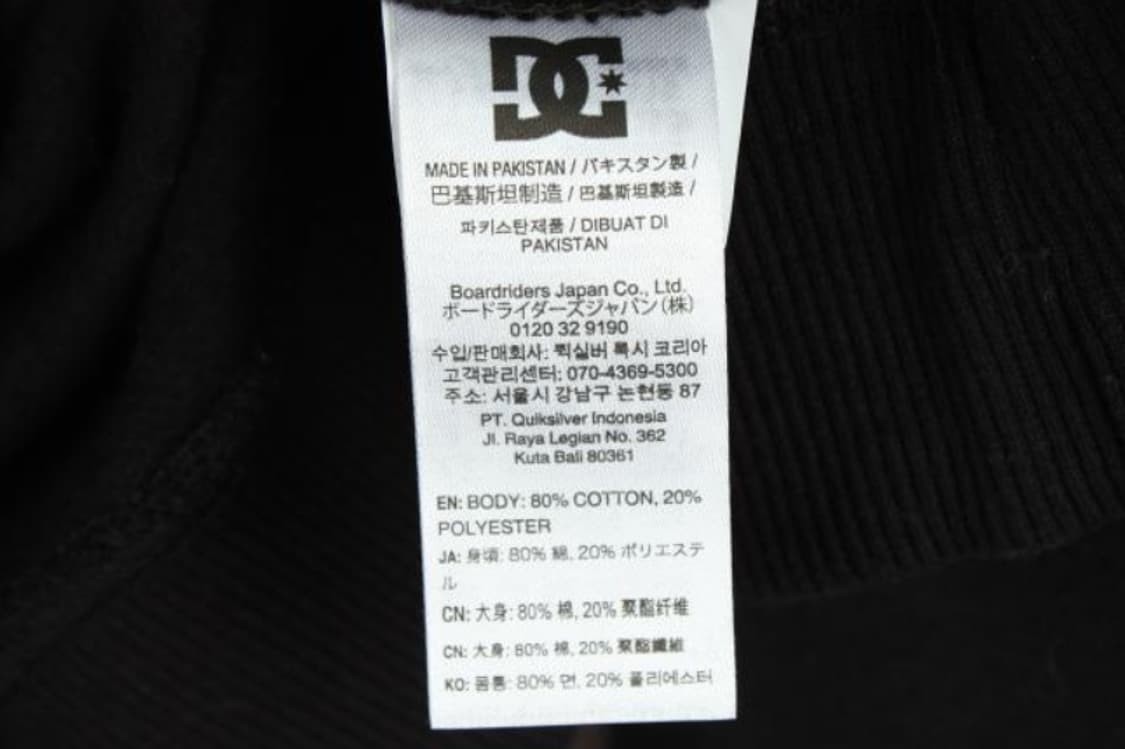 DC
MADE IN PAKISTAN / パキスタン製 /
巴基斯坦制造 / 巴基斯坦製造 /
파키스탄제품 / DIBUAT DI
PAKISTAN
Boardriders Japan Co., Ltd.
ボードライダーズジャパン(株)
0120 32 9190
수입/판매회사: 퀵실버 록시 코리아
고객관리센터: 070-4369-5300
주소: 서울시 강남구 논현동 87
PT. Quiksilver Indonesia
Jl. Raya Legian No. 362
Kuta Bali 80361
EN: BODY: 80% COTTON, 20%
POLYESTER
JA: 身頃: 80% 綿, 20% ポリエステ
ル
CN: 大身: 80% 棉, 20% 聚酯纤维
CN: 大身: 80% 棉, 20% 聚酯纖維
KO: 몸통: 80% 면, 20% 폴리에스터